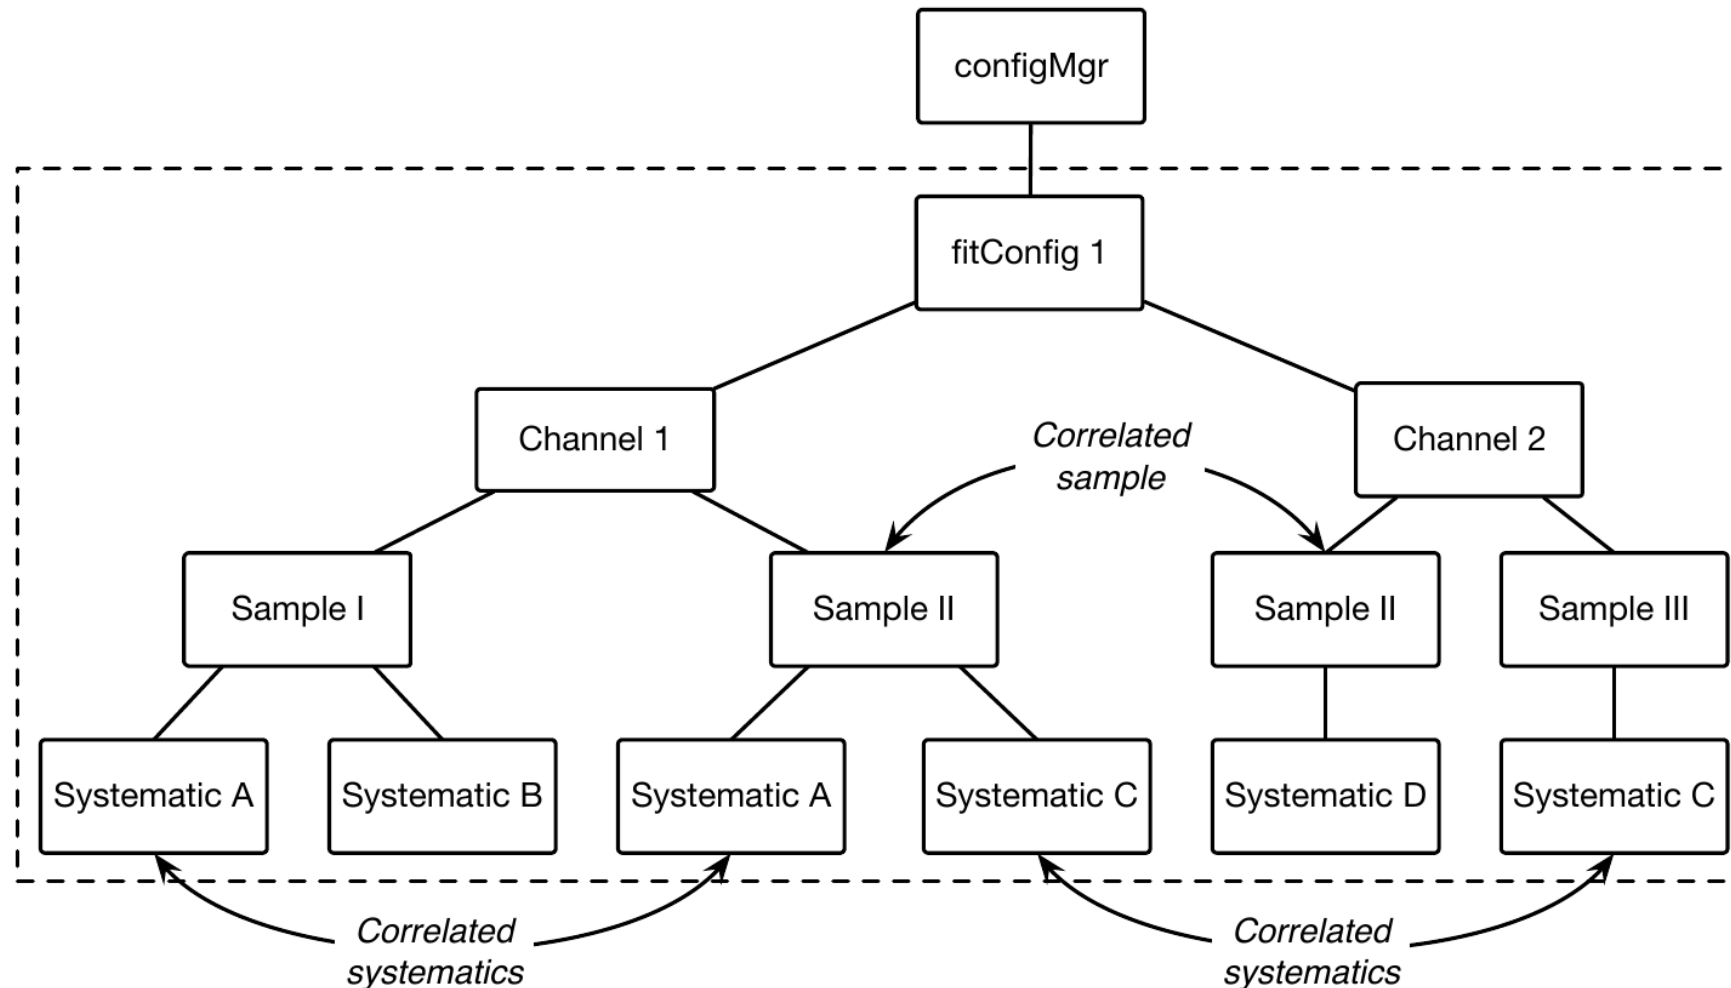 configMgr
fitConfig 1
Channel 1
Correlated
sample
Channel 2
Sample I
Sample II
Sample II
Sample III
Systematic A
Systematic B
Systematic A
Systematic C
Systematic D
Systematic C
Correlated
systematics
Correlated
systematics